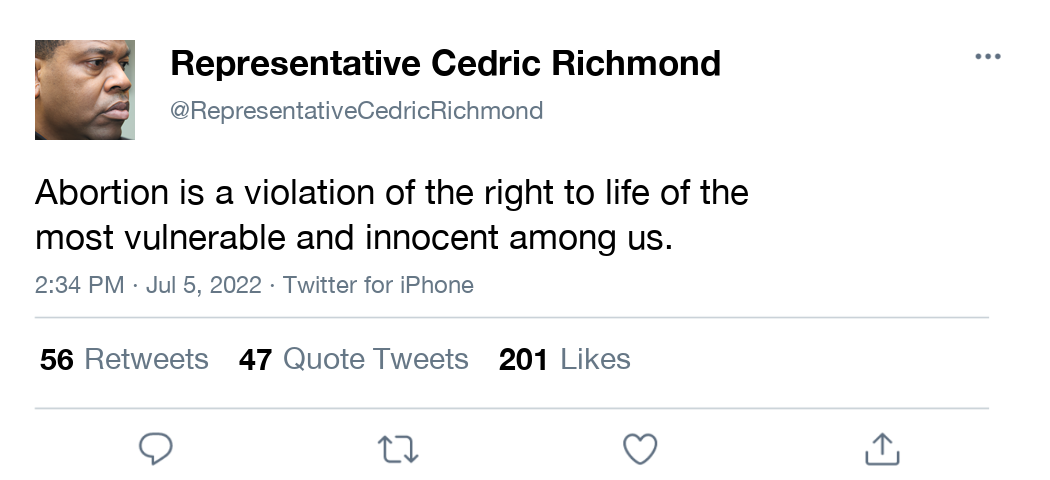 Representative Cedric Richmond
@RepresentativeCedricRichmond
Abortion is a violation of the right to life of the
most vulnerable and innocent among us.
2:34 PM · Jul 5, 2022 · Twitter for iPhone
56 Retweets 47 Quote Tweets 201 Likes